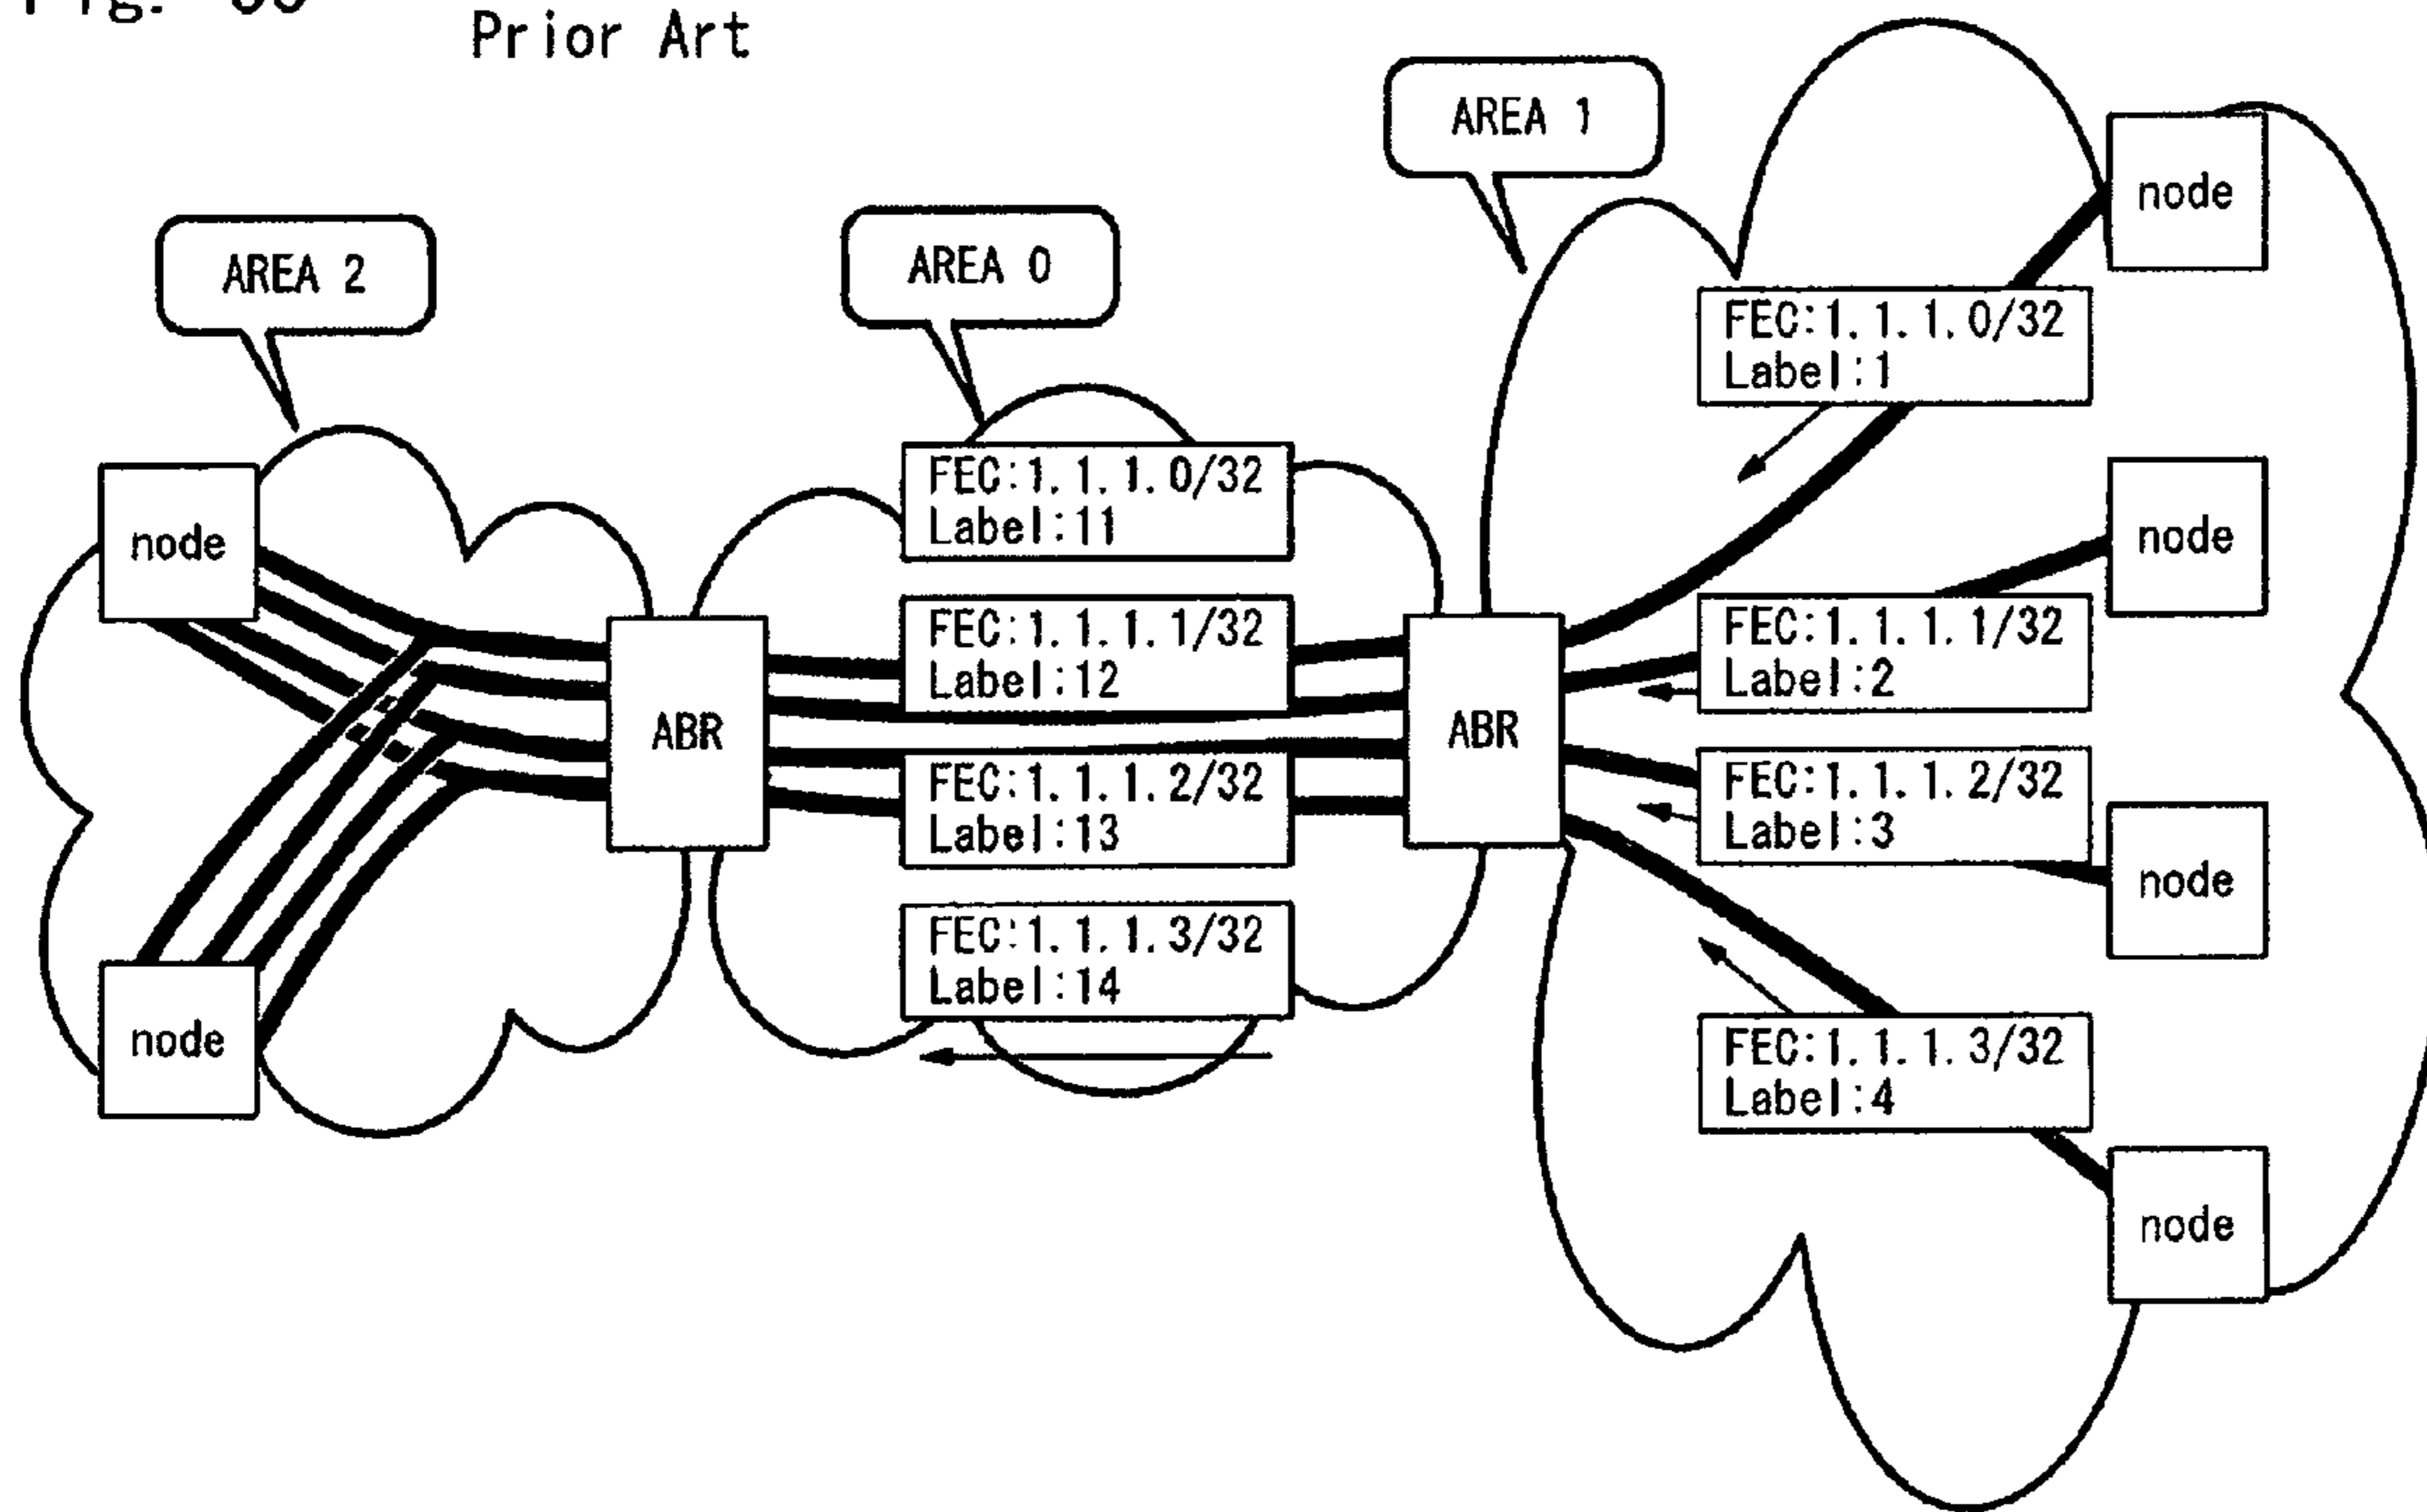 Prior Art
AREA 1
AREA 2
AREA 0
node
FEC:1.1.1.0/32
Label:1
FEC:1.1.1.0/32
Label:11
node
node
FEC:1.1.1.1/32
Label:12
FEC:1.1.1.1/32
Label:2
ABR
ABR
FEC:1.1.1.2/32
Label:13
FEC:1.1.1.2/32
Label:3
node
FEC:1.1.1.3/32
Label:14
node
FEC:1.1.1.3/32
Label:4
node